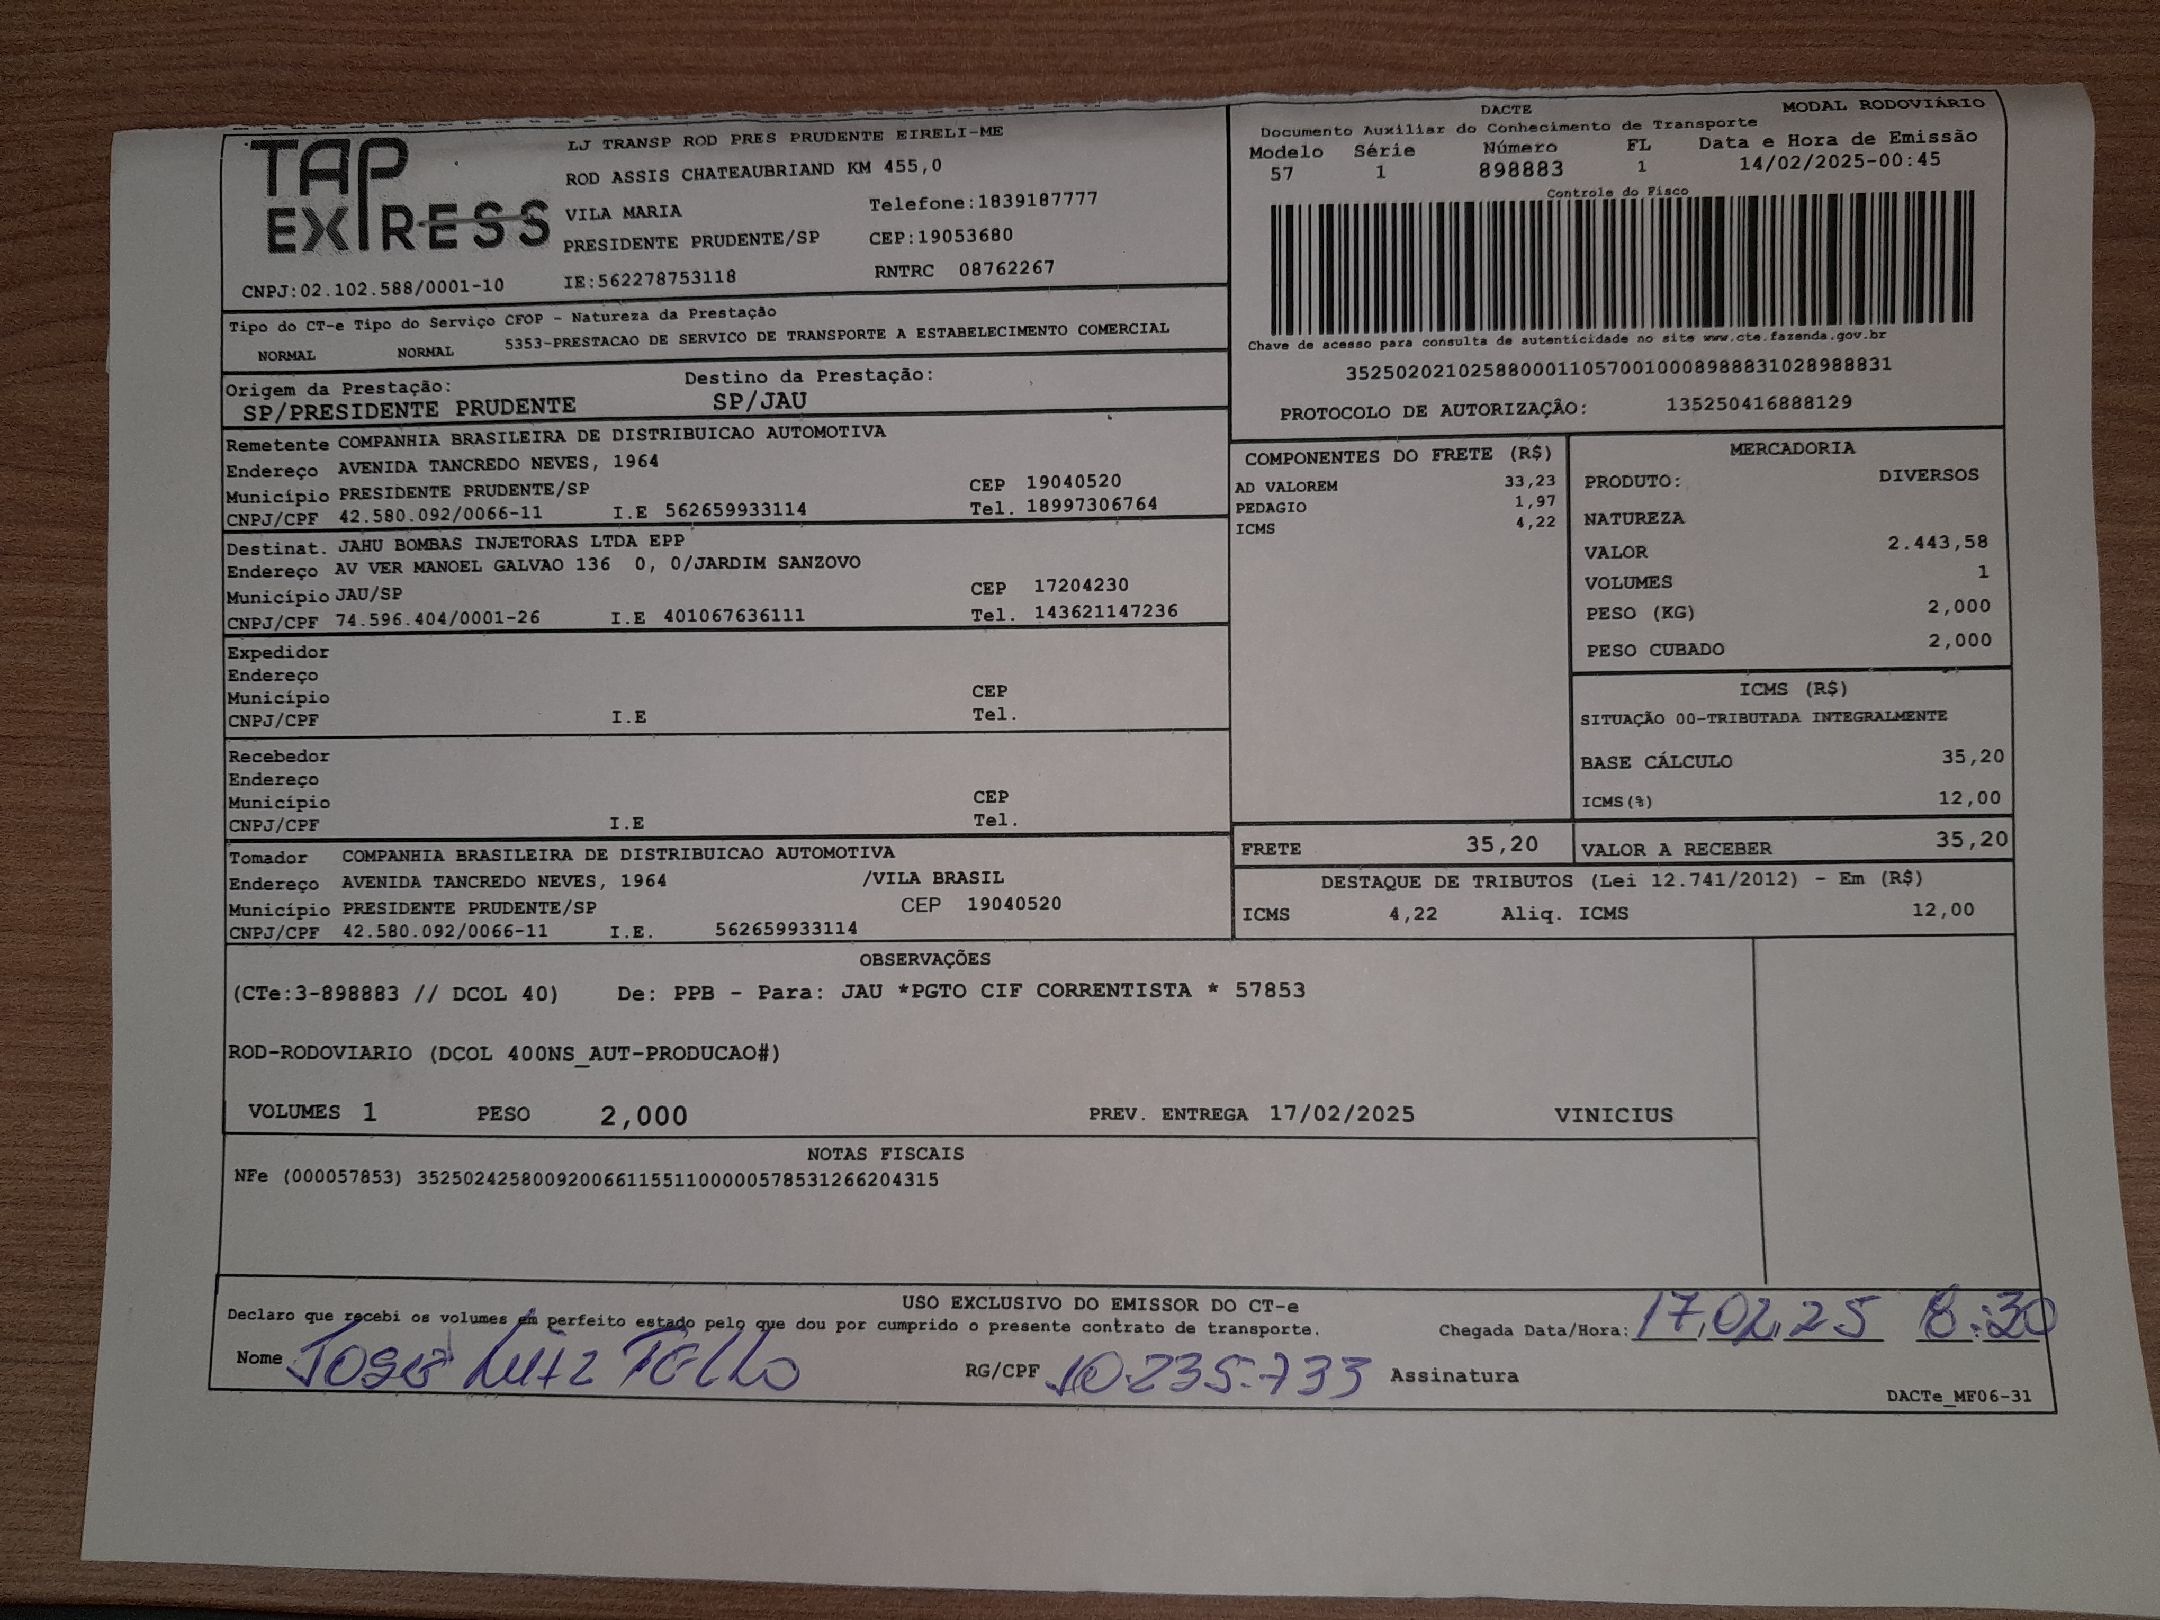 TAP
EXPRESS
LJ TRANSP ROD PRES PRUDENTE EIRELI-ME
ROD ASSIS CHATEAUBRIAND KM 455,0
VILA MARIA Telefone:1839187777
PRESIDENTE PRUDENTE/SP CEP:19053680
CNPJ:02.102.588/0001-10 IE:562278753118 RNTRC 08762267
DACTE MODAL RODOVIÁRIO
Documento Auxiliar do Conhecimento de Transporte
Modelo Série Número FL Data e Hora de Emissão
57 1 898883 1 14/02/2025-00:45
Controle do Fisco
Chave de acesso para consulta de autenticidade no site www.cte.fazenda.gov.br
35250202102588000110570010008988831028988831
PROTOCOLO DE AUTORIZAÇÃO: 135250416888129
Tipo do CT-e Tipo do Serviço CFOP - Natureza da Prestação
NORMAL NORMAL 5353-PRESTACAO DE SERVICO DE TRANSPORTE A ESTABELECIMENTO COMERCIAL
Origem da Prestação: Destino da Prestação:
SP/PRESIDENTE PRUDENTE SP/JAU
Remetente COMPANHIA BRASILEIRA DE DISTRIBUICAO AUTOMOTIVA
Endereço AVENIDA TANCREDO NEVES, 1964
Município PRESIDENTE PRUDENTE/SP CEP 19040520
CNPJ/CPF 42.580.092/0066-11 I.E 562659933114 Tel. 18997306764
Destinat. JAHU BOMBAS INJETORAS LTDA EPP
Endereço AV VER MANOEL GALVAO 136 0, 0/JARDIM SANZOVO
Município JAU/SP CEP 17204230
CNPJ/CPF 74.596.404/0001-26 I.E 401067636111 Tel. 143621147236
Expedidor
Endereço
Município CEP
CNPJ/CPF I.E Tel.
Recebedor
Endereço
Município CEP
CNPJ/CPF I.E Tel.
Tomador COMPANHIA BRASILEIRA DE DISTRIBUICAO AUTOMOTIVA
Endereço AVENIDA TANCREDO NEVES, 1964 /VILA BRASIL
Município PRESIDENTE PRUDENTE/SP CEP 19040520
CNPJ/CPF 42.580.092/0066-11 I.E. 562659933114
COMPONENTES DO FRETE (R$)
AD VALOREM 33,23
PEDAGIO 1,97
ICMS 4,22
MERCADORIA
PRODUTO: DIVERSOS
NATUREZA
VALOR 2.443,58
VOLUMES 1
PESO (KG) 2,000
PESO CUBADO 2,000
ICMS (R$)
SITUAÇÃO 00-TRIBUTADA INTEGRALMENTE
BASE CÁLCULO 35,20
ICMS(%) 12,00
FRETE 35,20 VALOR A RECEBER 35,20
DESTAQUE DE TRIBUTOS (Lei 12.741/2012) - Em (R$)
ICMS 4,22 Aliq. ICMS 12,00
OBSERVAÇÕES
(CTe:3-898883 // DCOL 40) De: PPB - Para: JAU *PGTO CIF CORRENTISTA * 57853
ROD-RODOVIARIO (DCOL 400NS_AUT-PRODUCAO#)
VOLUMES 1 PESO 2,000 PREV. ENTREGA 17/02/2025 VINICIUS
NOTAS FISCAIS
NFe (000057853) 35250242580092006611551100000578531266204315
USO EXCLUSIVO DO EMISSOR DO CT-e
Declaro que recebi os volumes em perfeito estado pelo que dou por cumprido o presente contrato de transporte. Chegada Data/Hora: 17,02,25 8:30
Nome José Luiz Tello RG/CPF 10.235.733 Assinatura
DACTe_MF06-31